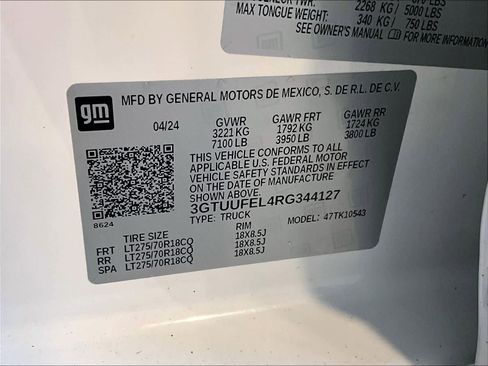 2268 KG / 5000 LBS
MAX TONGUE WEIGHT: 340 KG / 750 LBS
SEE OWNER'S MANUAL FOR MORE INFORMATION
gm
MFD BY GENERAL MOTORS DE MEXICO, S. DE R.L. DE C.V.
04/24 GVWR GAWR FRT GAWR RR
3221 KG 1792 KG 1724 KG
7100 LB 3950 LB 3800 LB
THIS VEHICLE CONFORMS TO ALL
APPLICABLE U.S. FEDERAL MOTOR
VEHICLE SAFETY
STANDARDS IN EFFECT ON THE DATE OF MANUFACTURE
3GTUUFEL4RG344127
8624
TYPE: TRUCK MODEL: 47TK10543
TIRE SIZE RIM
FRT LT275/70R18CQ 18X8.5J
RR LT275/70R18CQ 18X8.5J
SPA LT275/70R18CQ 18X8.5J